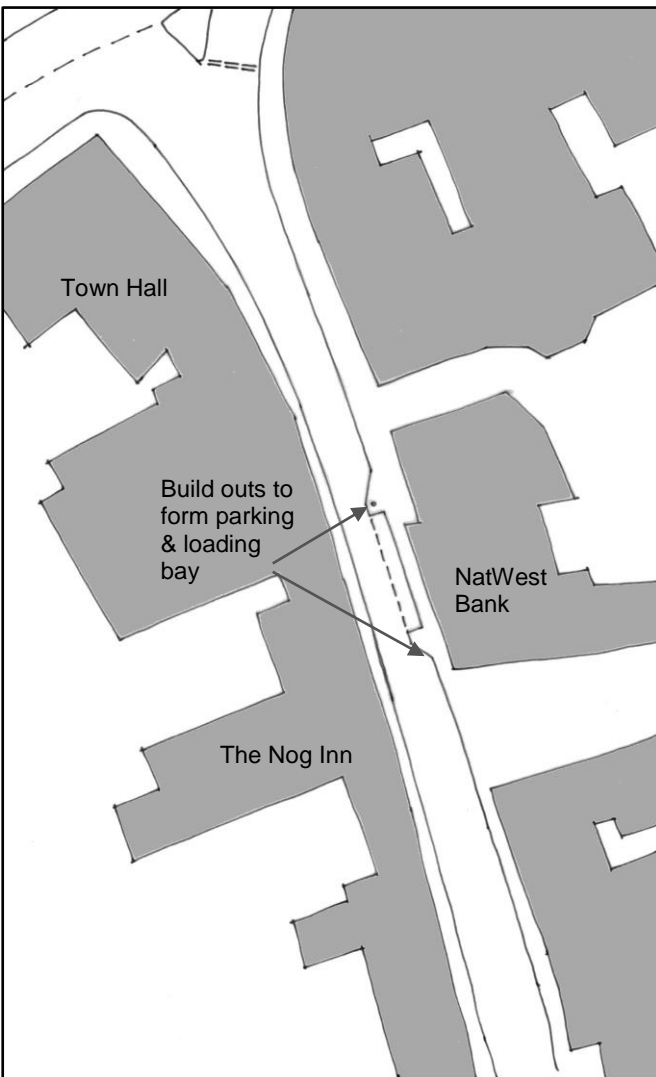 Town Hall
Build outs to
form parking
& loading
bay
NatWest
Bank
The Nog Inn